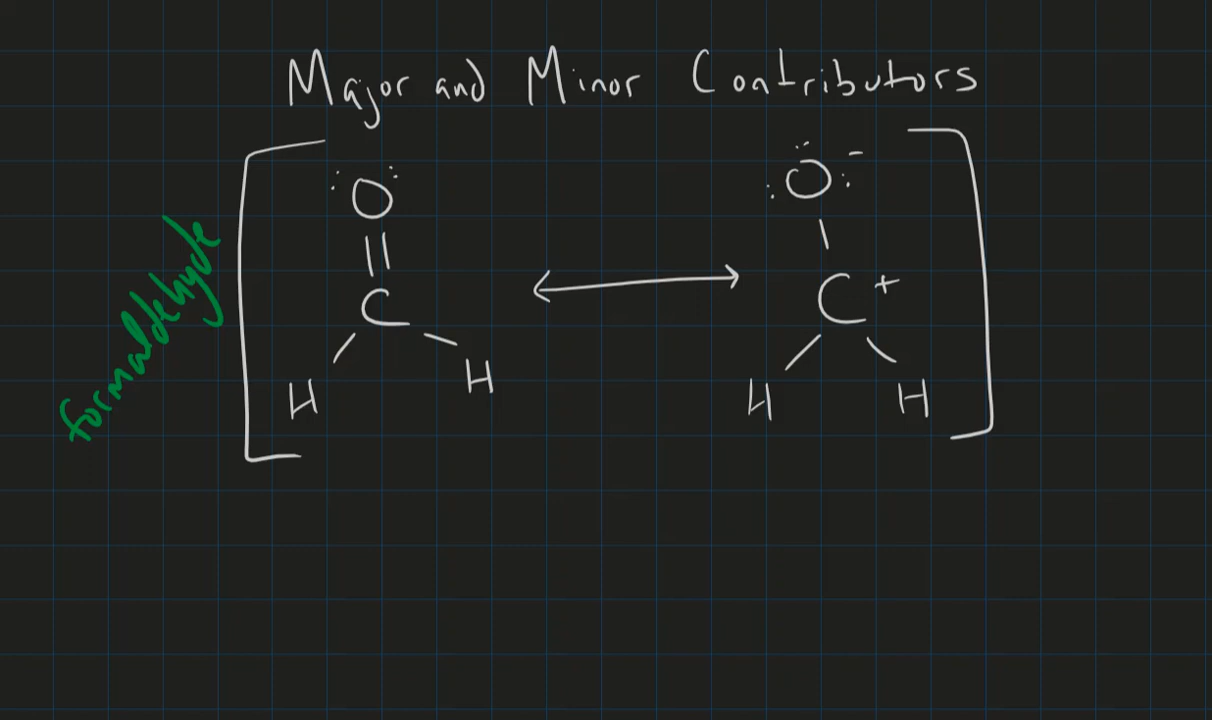 Major and Minor Contributors
formaldehyde
:O:
:O:⁻
C
C⁺
H H
H H